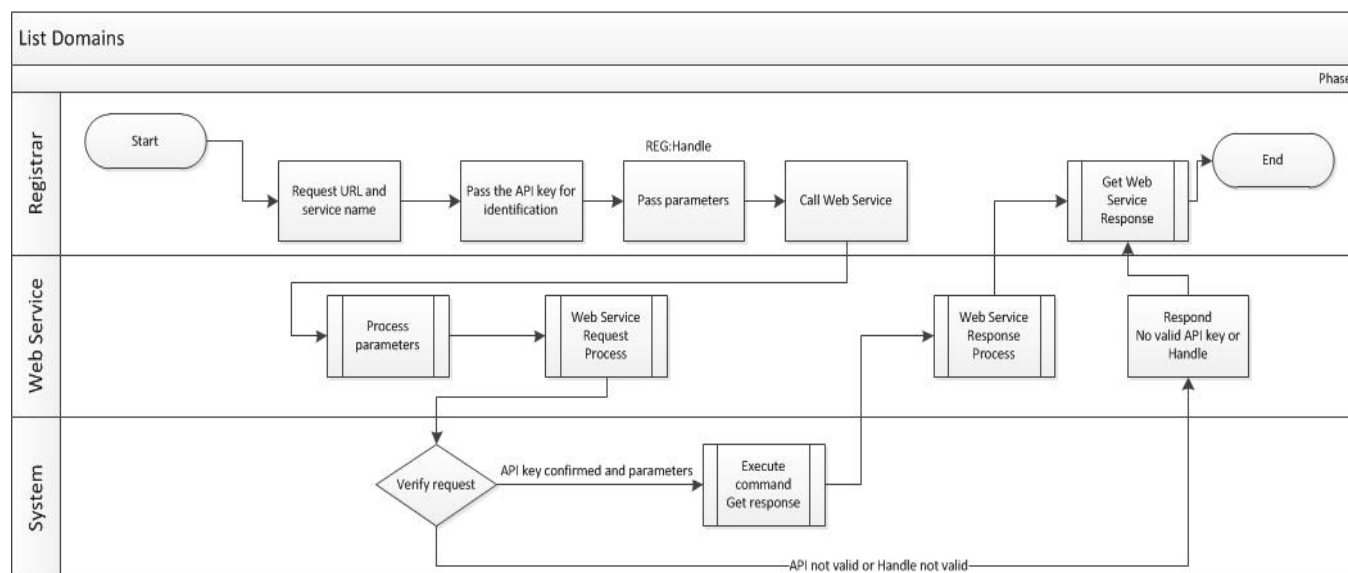 List Domains
Phase
Registrar
Start
REG:Handle
Request URL and
service name
Pass the API key for
identification
Pass parameters
Call Web Service
Get Web
Service
Response
End
Web Service
Process
parameters
Web Service
Request
Process
Web Service
Response
Process
Respond
No valid API key or
Handle
System
Verify request
API key confirmed and parameters
Execute
command
Get response
API not valid or Handle not valid